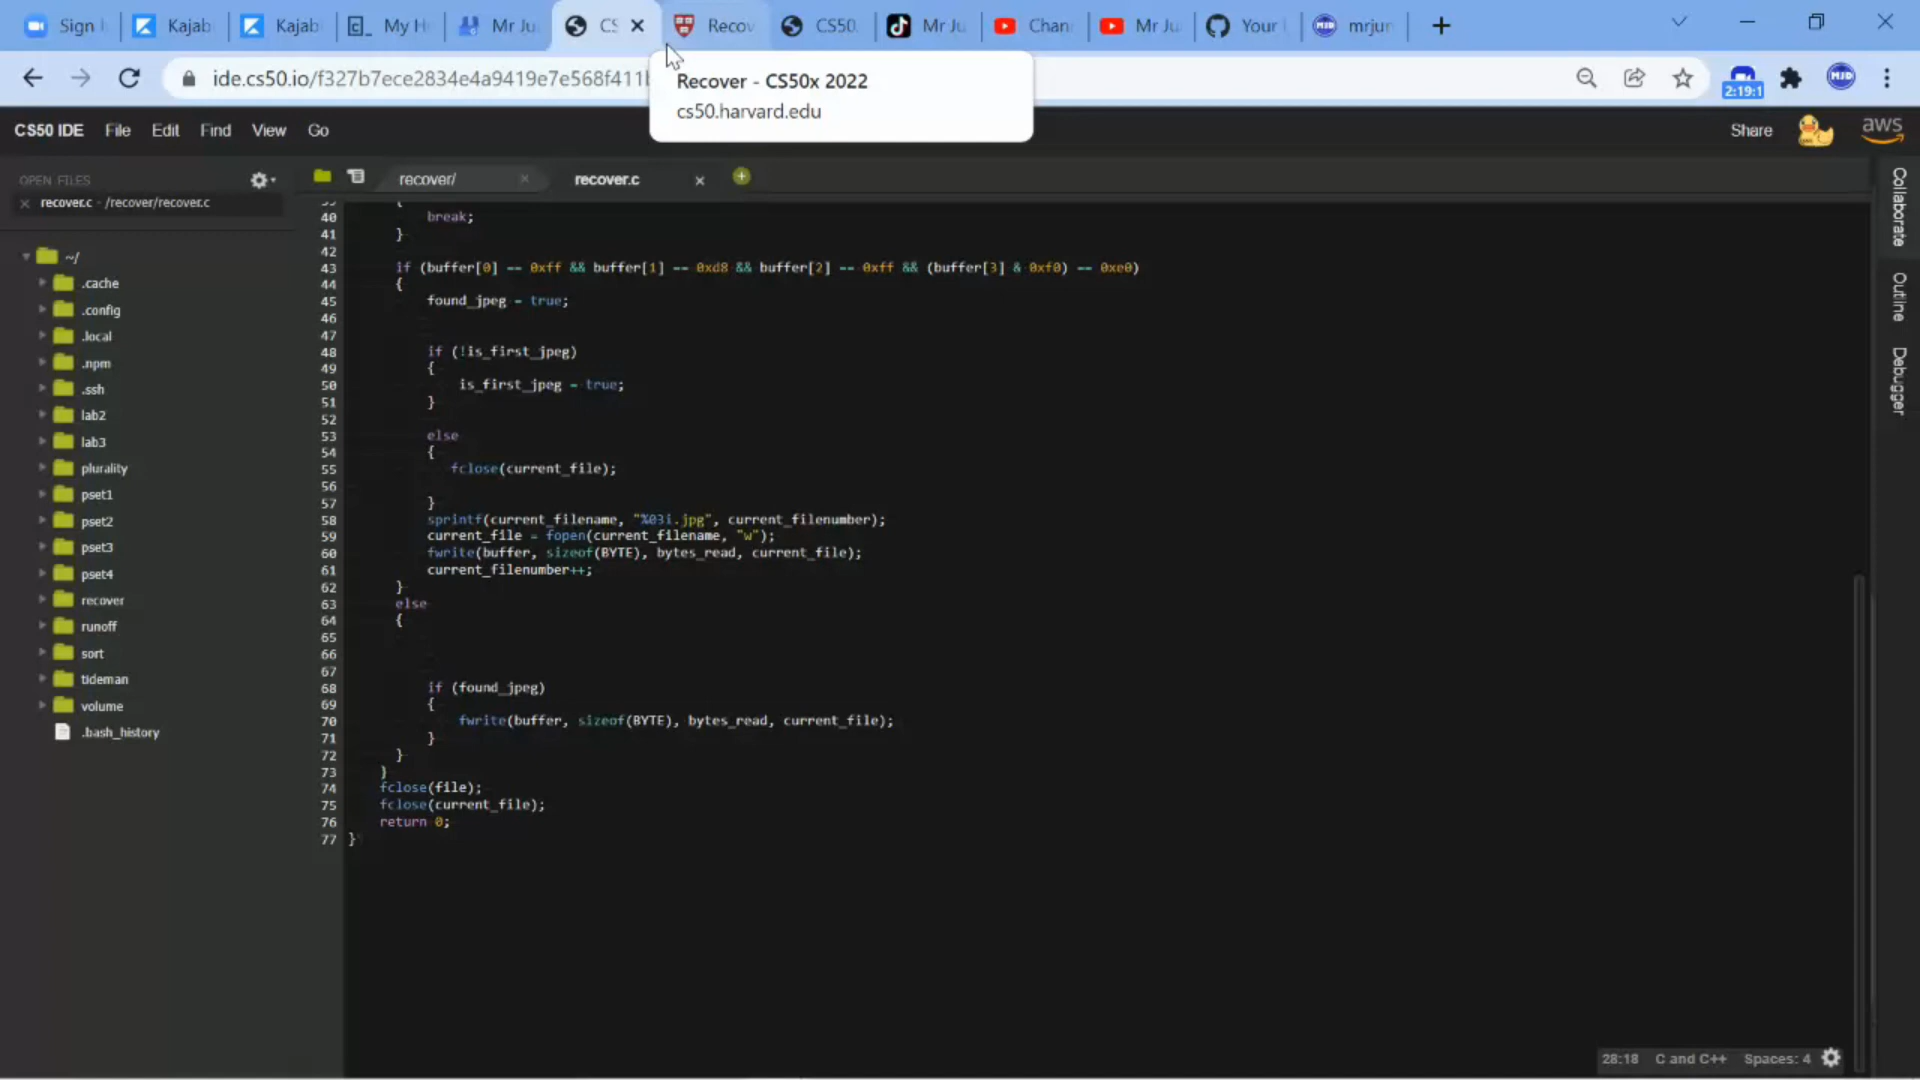 Sign
Kajab
Kajab
My H
Mr Ju
CS
Recov
CS50
Mr Ju
Chan
Mr Ju
Your
mrjun
ide.cs50.io/f327b7ece2834e4a9419e7e568f411
Recover - CS50x 2022
cs50.harvard.edu
2:19:1
MJD
CS50 IDE File Edit Find View Go
Share
aws
OPEN FILES
recover.c - /recover/recover.c
recover/
recover.c
~/
.cache
.config
.local
.npm
.ssh
lab2
lab3
plurality
pset1
pset2
pset3
pset4
recover
runoff
sort
tideman
volume
.bash_history
39 {
40 break;
41 }
42
43 if (buffer[0] == 0xff && buffer[1] == 0xd8 && buffer[2] == 0xff && (buffer[3] & 0xf0) == 0xe0)
44 {
45 found_jpeg = true;
46
47
48 if (!is_first_jpeg)
49 {
50 is_first_jpeg = true;
51 }
52
53 else
54 {
55 fclose(current_file);
56
57 }
58 sprintf(current_filename, "%03i.jpg", current_filenumber);
59 current_file = fopen(current_filename, "w");
60 fwrite(buffer, sizeof(BYTE), bytes_read, current_file);
61 current_filenumber++;
62 }
63 else
64 {
65
66
67
68 if (found_jpeg)
69 {
70 fwrite(buffer, sizeof(BYTE), bytes_read, current_file);
71 }
72 }
73 }
74 fclose(file);
75 fclose(current_file);
76 return 0;
77 }
Collaborate
Outline
Debugger
28:18 C and C++ Spaces: 4